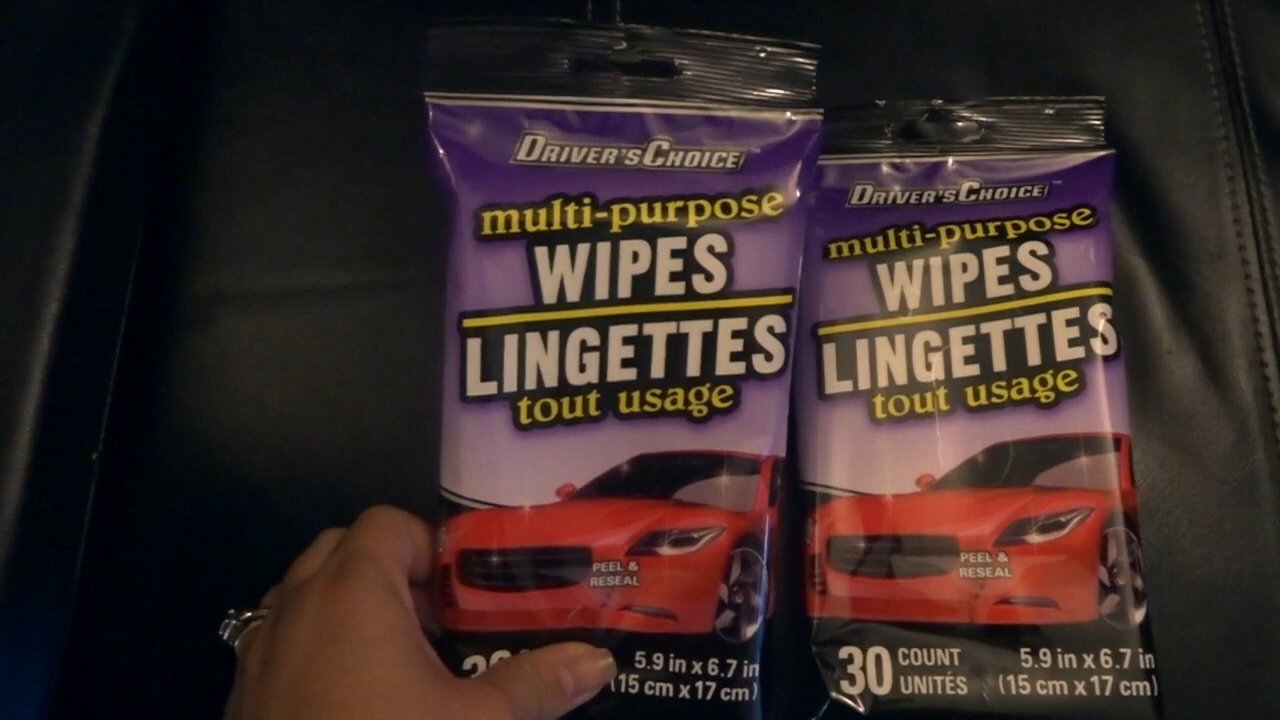 DRIVER'S CHOICE
multi-purpose
WIPES
LINGETTES
tout usage
PEEL &
RESEAL
5.9 in x 6.7 in
(15 cm x 17 cm)
DRIVER'S CHOICE™
multi-purpose
WIPES
LINGETTES
tout usage
PEEL &
RESEAL
30 COUNT
UNITÉS
5.9 in x 6.7 in
(15 cm x 17 cm)